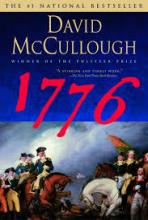 THE #1 NATIONAL BESTSELLER
DAVID
McCULLOUGH
WINNER OF THE PULITZER PRIZE
1776